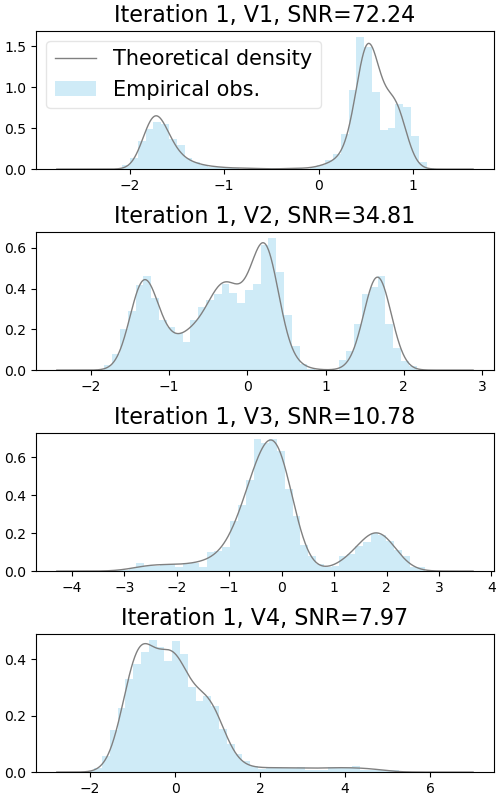 Iteration 1, V1, SNR=72.24
Theoretical density
Empirical obs.
1.5
1.0
0.5
0.0
−2 −1 0 1
Iteration 1, V2, SNR=34.81
0.6
0.4
0.2
0.0
−2 −1 0 1 2 3
Iteration 1, V3, SNR=10.78
0.6
0.4
0.2
0.0
−4 −3 −2 −1 0 1 2 3 4
Iteration 1, V4, SNR=7.97
0.4
0.2
0.0
−2 0 2 4 6